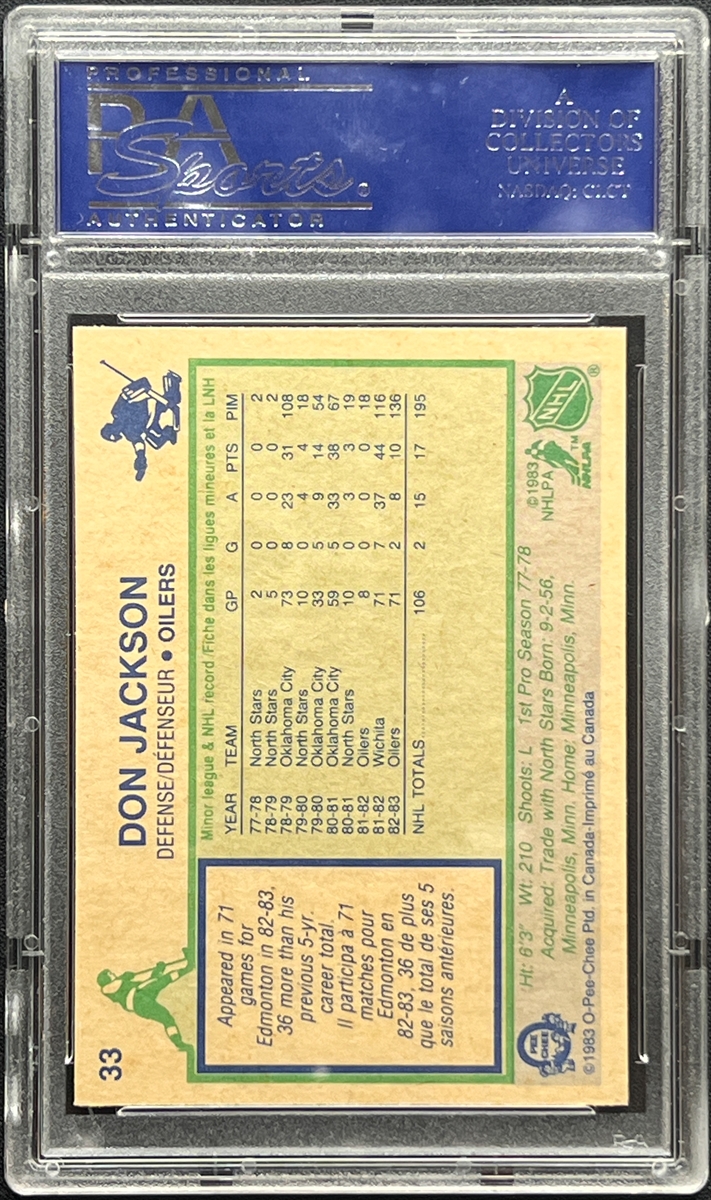 PROFESSIONAL
PSA
Sports
AUTHENTICATOR
A
DIVISION OF
COLLECTORS
UNIVERSE
NASDAQ: CLCT
33
DON JACKSON
DEFENSE/DÉFENSEUR • OILERS
Appeared in 71
games for
Edmonton in 82-83,
36 more than his
previous 5-yr.
career total.
Il participa à 71
matches pour
Edmonton en
82-83, 36 de plus
que le total de ses 5
saisons antérieures.
Minor league & NHL record/Fiche dans les ligues mineures et la LNH
YEAR TEAM GP G A PTS PIM
77-78 North Stars 2 0 0 0 2
78-79 North Stars 5 0 0 0 2
78-79 Oklahoma City 73 8 23 31 108
79-80 North Stars 10 0 4 4 18
79-80 Oklahoma City 33 5 9 14 54
80-81 Oklahoma City 59 5 33 38 67
80-81 North Stars 10 0 3 3 19
81-82 Oilers 8 0 0 0 18
81-82 Wichita 71 7 37 44 116
82-83 Oilers 71 2 8 10 136
NHL TOTALS 106 2 15 17 195
Ht: 6'3" Wt: 210 Shoots: L 1st Pro Season 77-78
Acquired: Trade with North Stars Born: 9-2-56,
Minneapolis, Minn. Home: Minneapolis, Minn.
O PEE CHEE
©1983 O-Pee-Chee Ptd. in Canada-Imprimé au Canada
©1983
NHLPA
NHLPA
TM
NHL
®